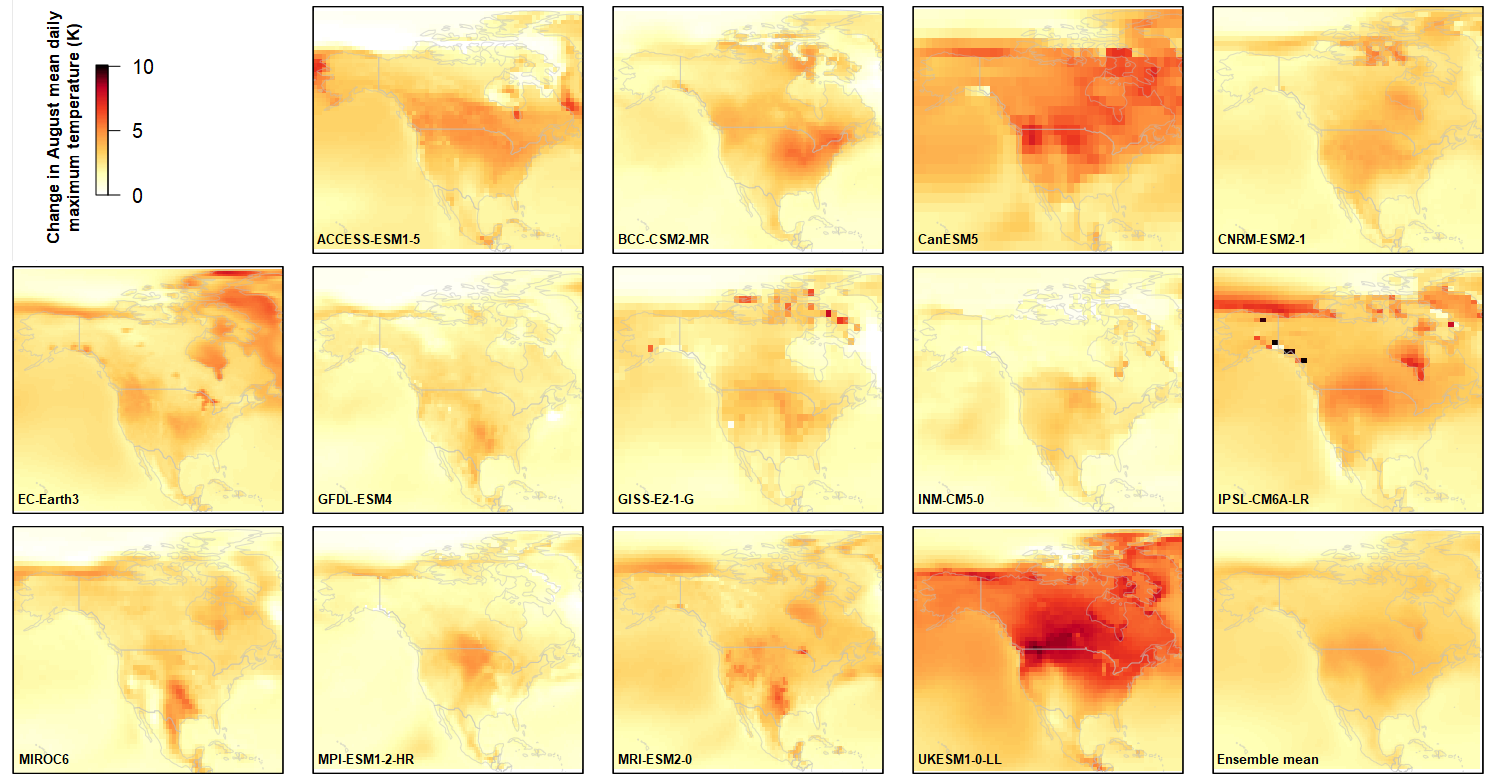 Change in August mean daily
maximum temperature (K)
10
5
0
ACCESS-ESM1-5
BCC-CSM2-MR
CanESM5
CNRM-ESM2-1
EC-Earth3
GFDL-ESM4
GISS-E2-1-G
INM-CM5-0
IPSL-CM6A-LR
MIROC6
MPI-ESM1-2-HR
MRI-ESM2-0
UKESM1-0-LL
Ensemble mean